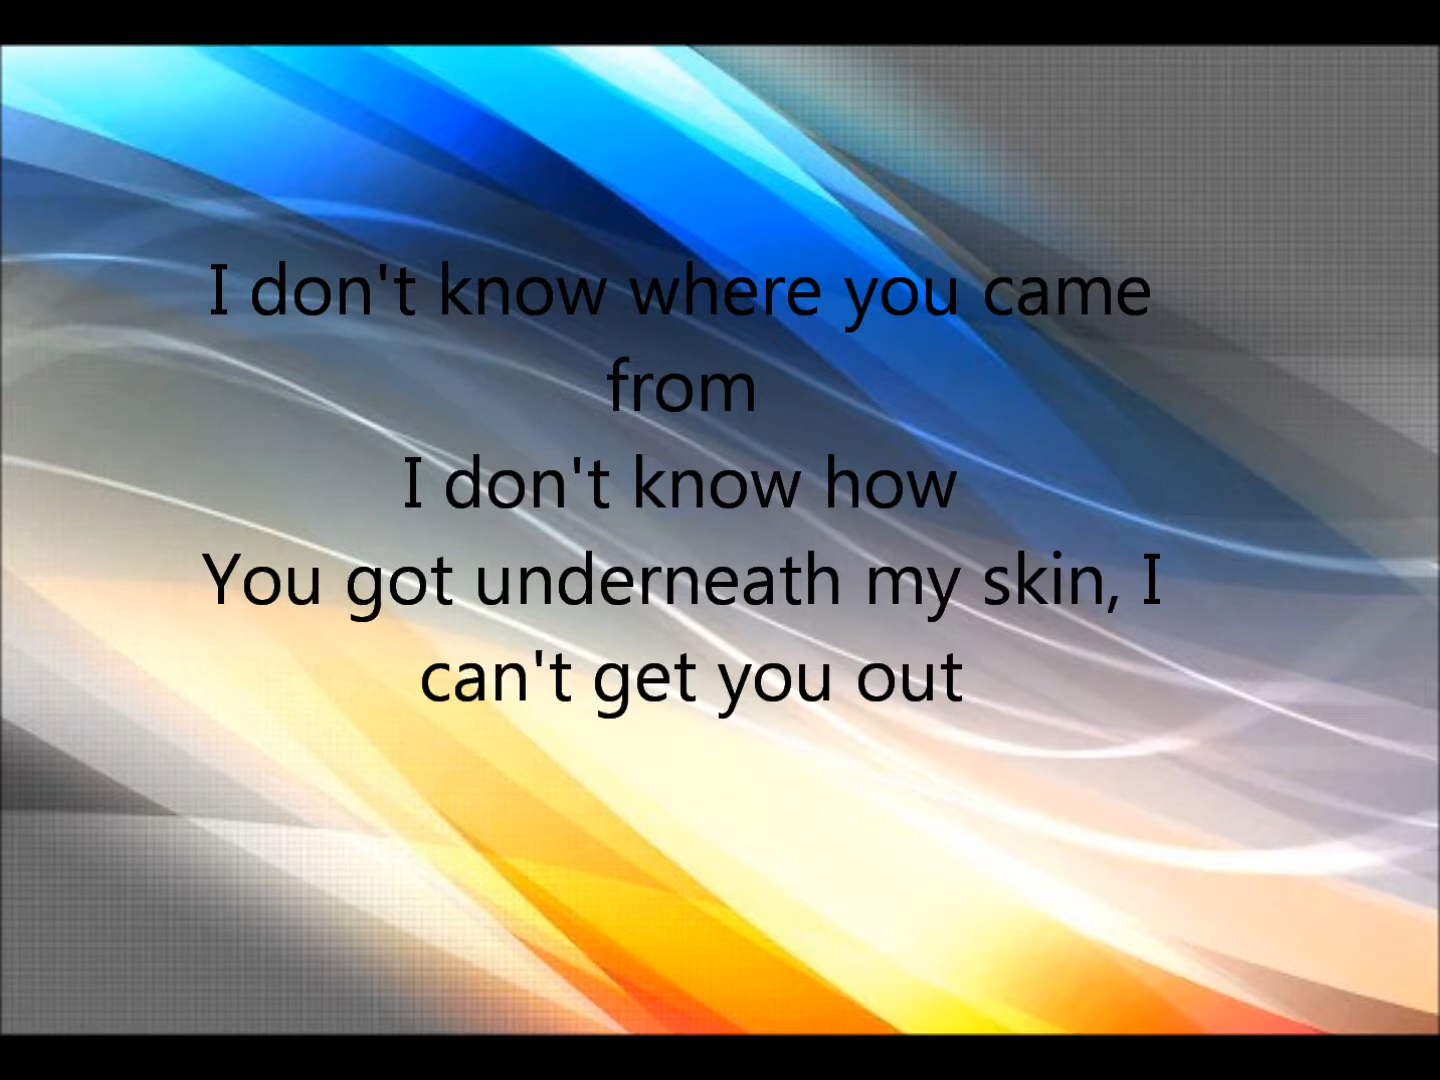 I don't know where you came
from
I don't know how
You got underneath my skin, I
can't get you out